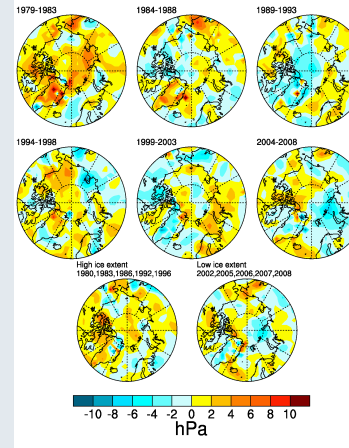 1979-1983
1984-1988
1989-1993
1994-1998
1999-2003
2004-2008
High ice extent
1980,1983,1986,1992,1996
Low ice extent
2002,2005,2006,2007,2008
-10 -8 -6 -4 -2 0 2 4 6 8 10
hPa